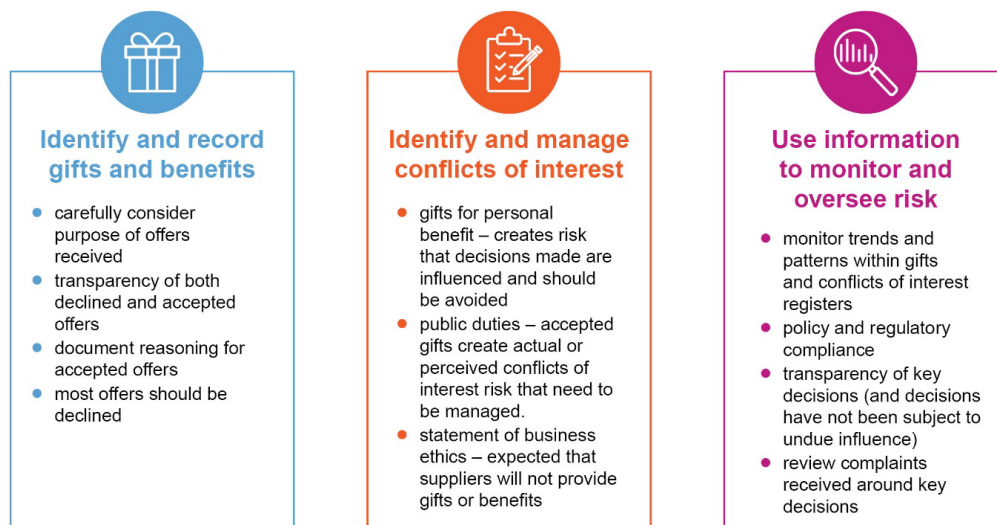 Identify and record
gifts and benefits
carefully consider
purpose of offers
received
transparency of both
declined and accepted
offers
document reasoning for
accepted offers
most offers should be
declined
Identify and manage
conflicts of interest
gifts for personal
benefit – creates risk
that decisions made are
influenced and should
be avoided
public duties – accepted
gifts create actual or
perceived conflicts of
interest risk that need to
be managed.
statement of business
ethics – expected that
suppliers will not provide
gifts or benefits
Use information
to monitor and
oversee risk
monitor trends and
patterns within gifts
and conflicts of interest
registers
policy and regulatory
compliance
transparency of key
decisions (and decisions
have not been subject to
undue influence)
review complaints
received around key
decisions